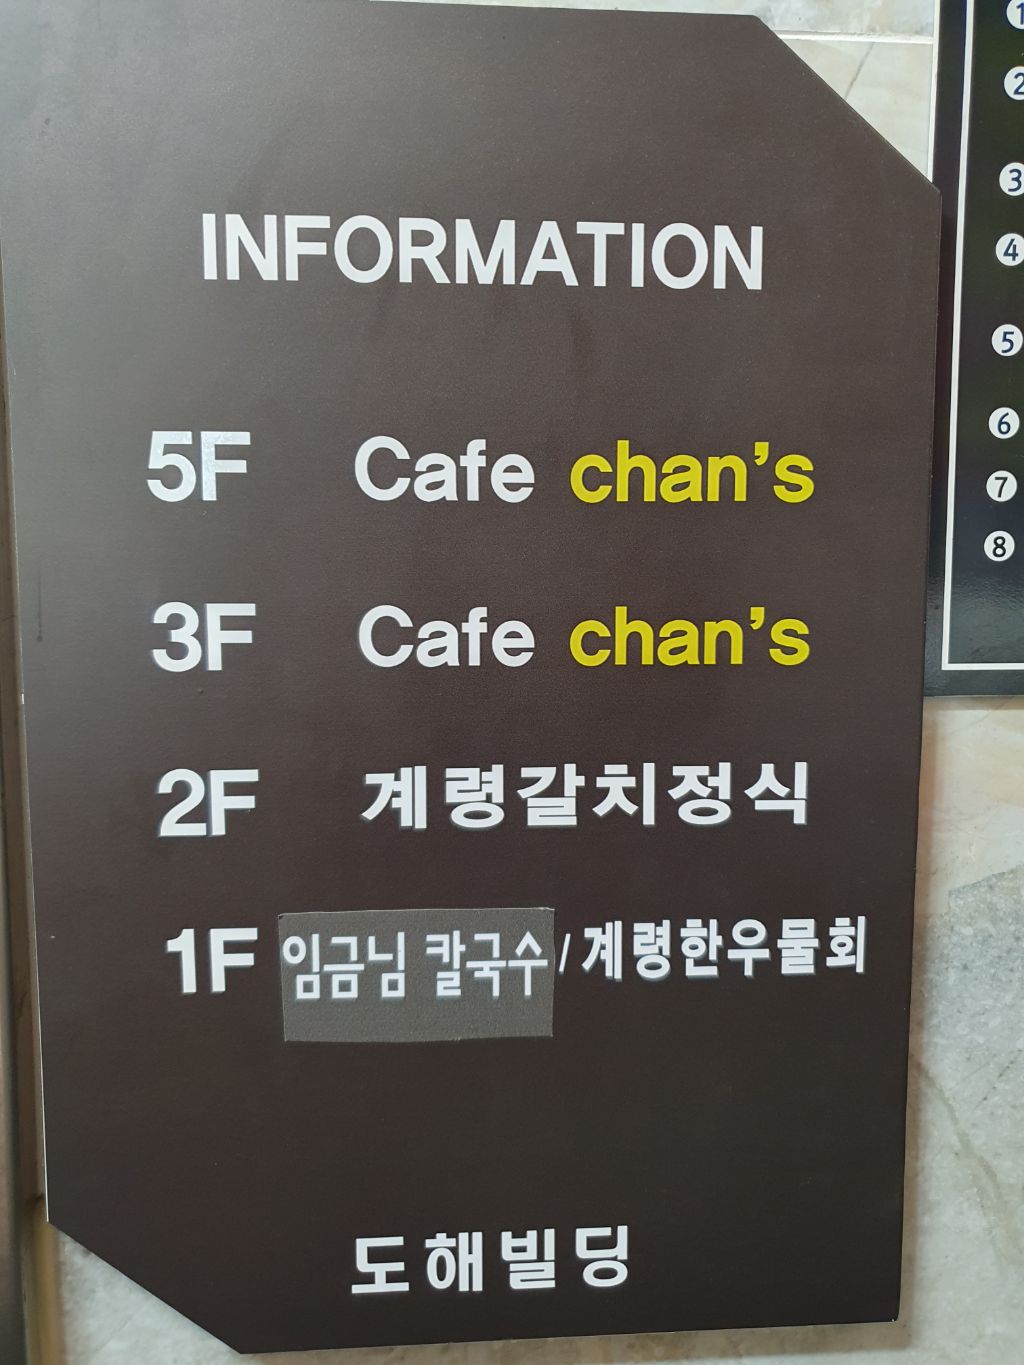 INFORMATION
5F Cafe chan's
3F Cafe chan's
2F 계령갈치정식
1F 임금님 칼국수 / 계령한우물회
도해빌딩
1
2
3
4
5
6
7
8